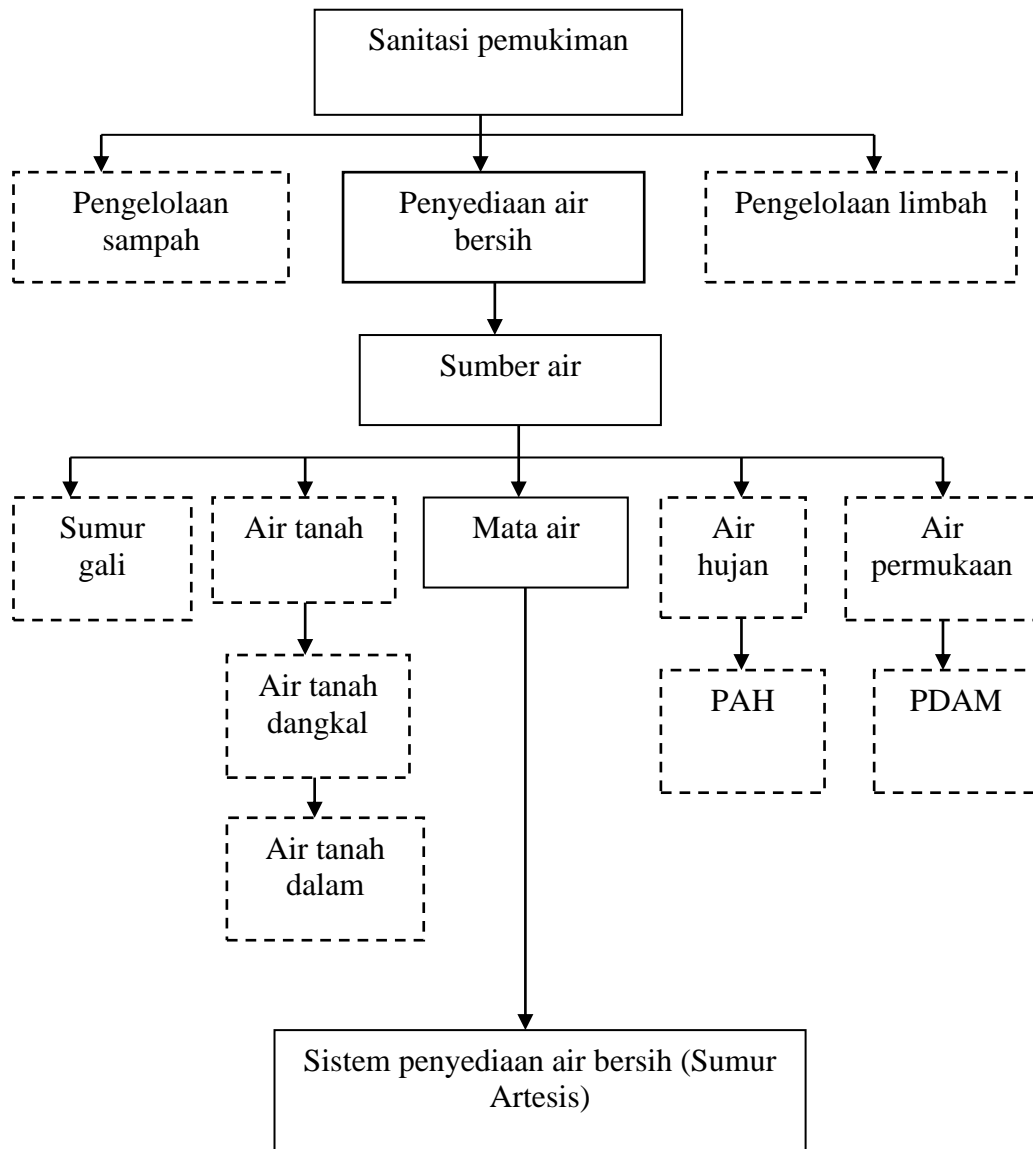 Sanitasi pemukiman
Pengelolaan
sampah
Penyediaan air
bersih
Pengelolaan limbah
Sumber air
Sumur
gali
Air tanah
Mata air
Air
hujan
Air
permukaan
Air tanah
dangkal
PAH
PDAM
Air tanah
dalam
Sistem penyediaan air bersih (Sumur
Artesis)